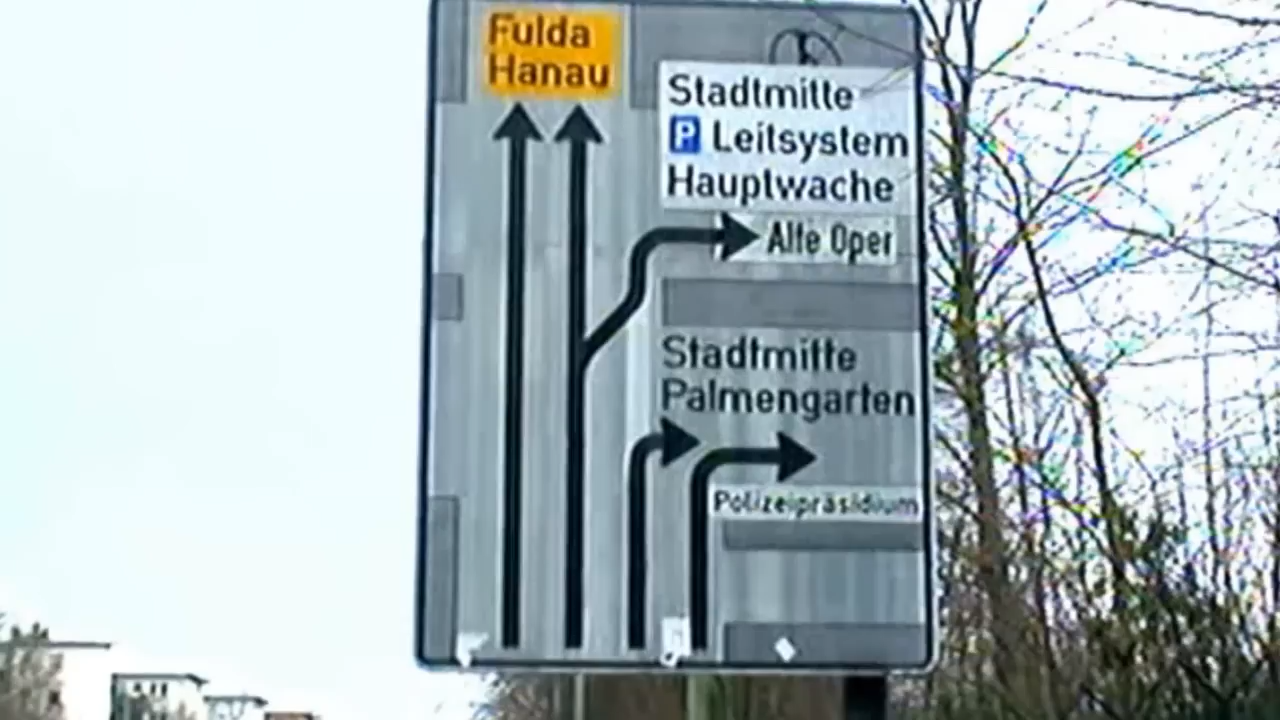 Fulda
Hanau
Stadtmitte
P Leitsystem
Hauptwache
Alte Oper
Stadtmitte
Palmengarten
Polizeipräsidium